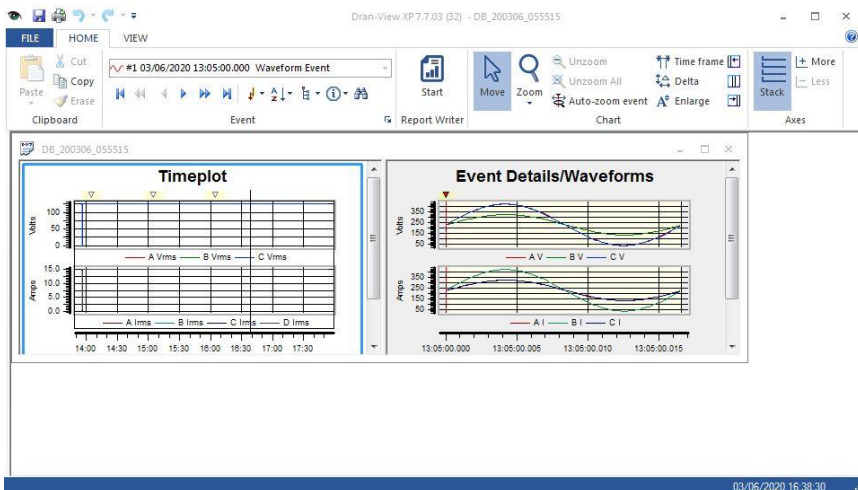 Dran-View XP 7.7.03 (32) - DB_200306_055515
FILE HOME VIEW
Paste
Cut
Copy
Erase
Clipboard
#1 03/06/2020 13:05:00.000 Waveform Event
Event
Start
Report Writer
Move
Zoom
Unzoom
Unzoom All
Auto-zoom event
Time frame
Delta
Enlarge
Chart
Stack
+ More
- Less
Axes
DB_200306_055515
Timeplot
Volts
100
50
0
A Vrms B Vrms C Vrms
Amps
15.0
10.0
5.0
0.0
A Irms B Irms C Irms D Irms
14:00 14:30 15:00 15:30 16:00 16:30 17:00 17:30
Event Details/Waveforms
Volts
350
250
150
50
A V B V C V
Amps
350
250
150
50
A I B I C I
13:05:00.000 13:05:00.005 13:05:00.010 13:05:00.015
03/06/2020 16:38:30